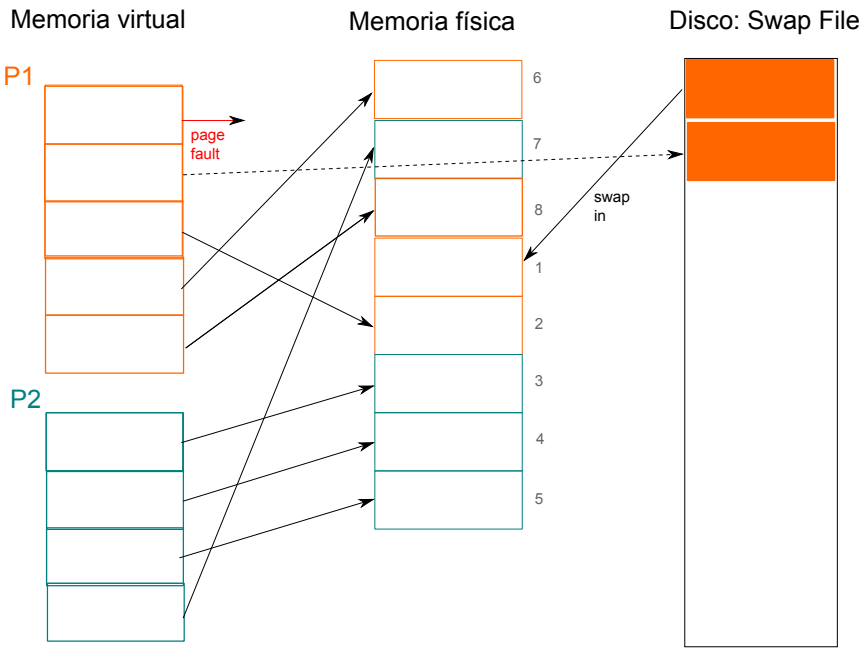 Memoria virtual
Memoria física
Disco: Swap File
P1
page
fault
6
7
8
swap
in
1
2
3
P2
4
5